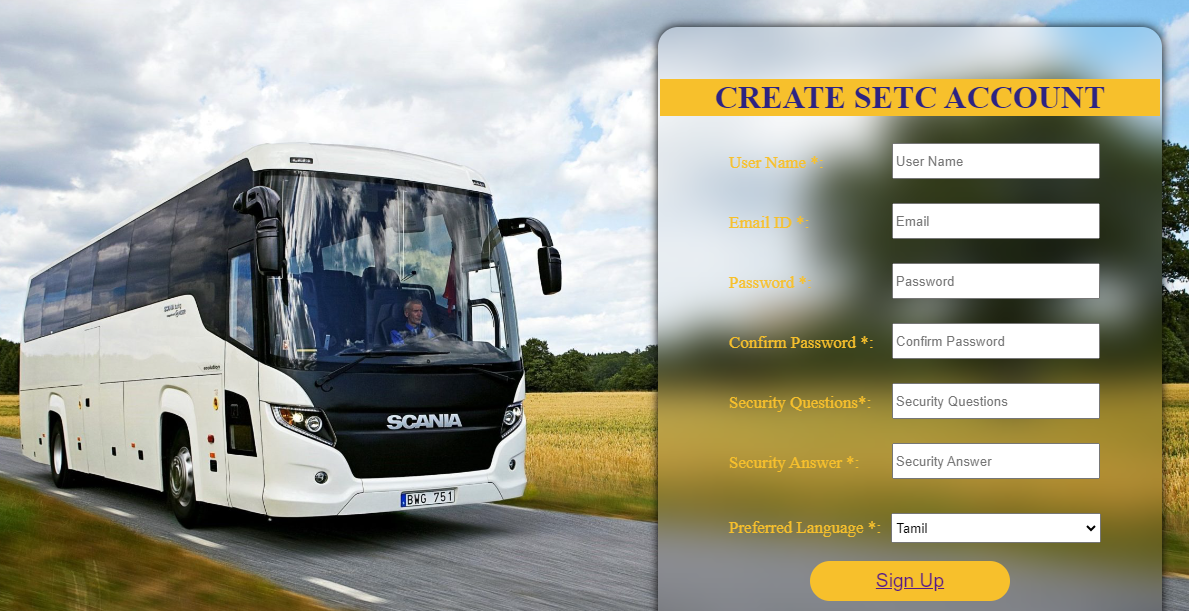 CREATE SETC ACCOUNT
User Name *:
User Name
Email ID *:
Email
Password *
Password
Confirm Password *:
Confirm Password
Security Questions*:
Security Questions
Security Answer *:
Security Answer
Preferred Language *:
Tamil
Sign Up
SCANIA
BWG 751